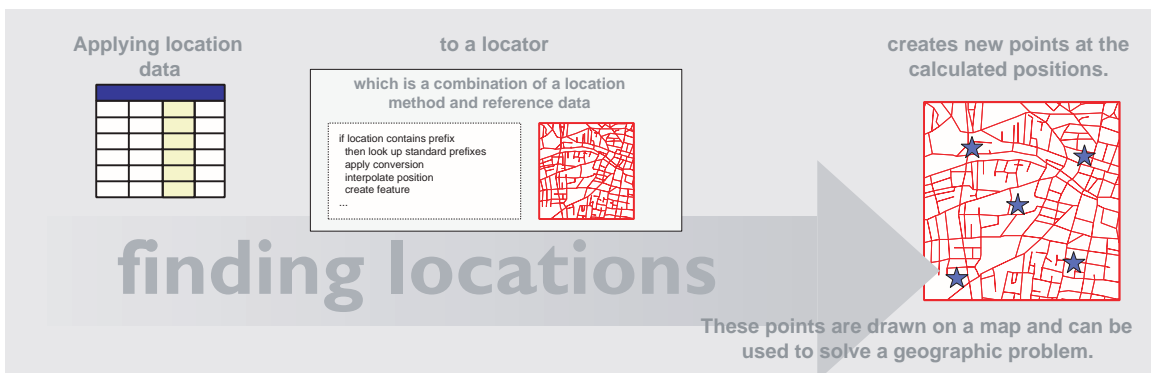 Applying location
data
to a locator
which is a combination of a location
method and reference data
if location contains prefix
then look up standard prefixes
apply conversion
interpolate position
create feature
...
creates new points at the
calculated positions.
finding locations
These points are drawn on a map and can be
used to solve a geographic problem.